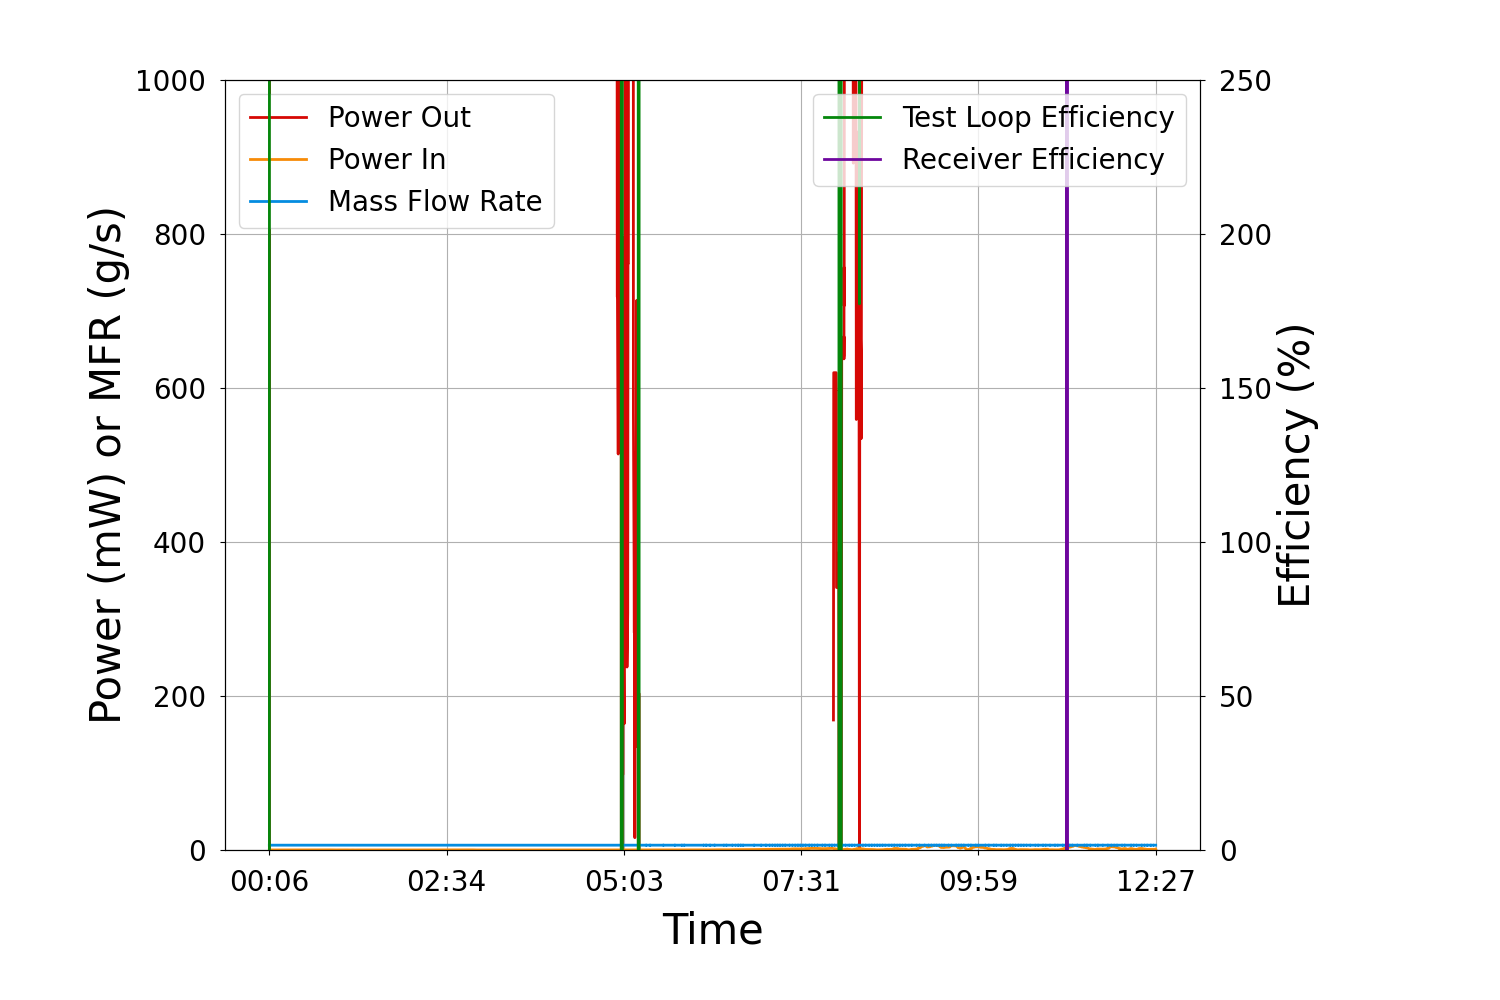 1000
800
600
400
200
0
Power (mW) or MFR (g/s)
Power Out
Power In
Mass Flow Rate
Test Loop Efficiency
Receiver Efficiency
250
200
150
100
50
0
Efficiency (%)
00:06 02:34 05:03 07:31 09:59 12:27
Time